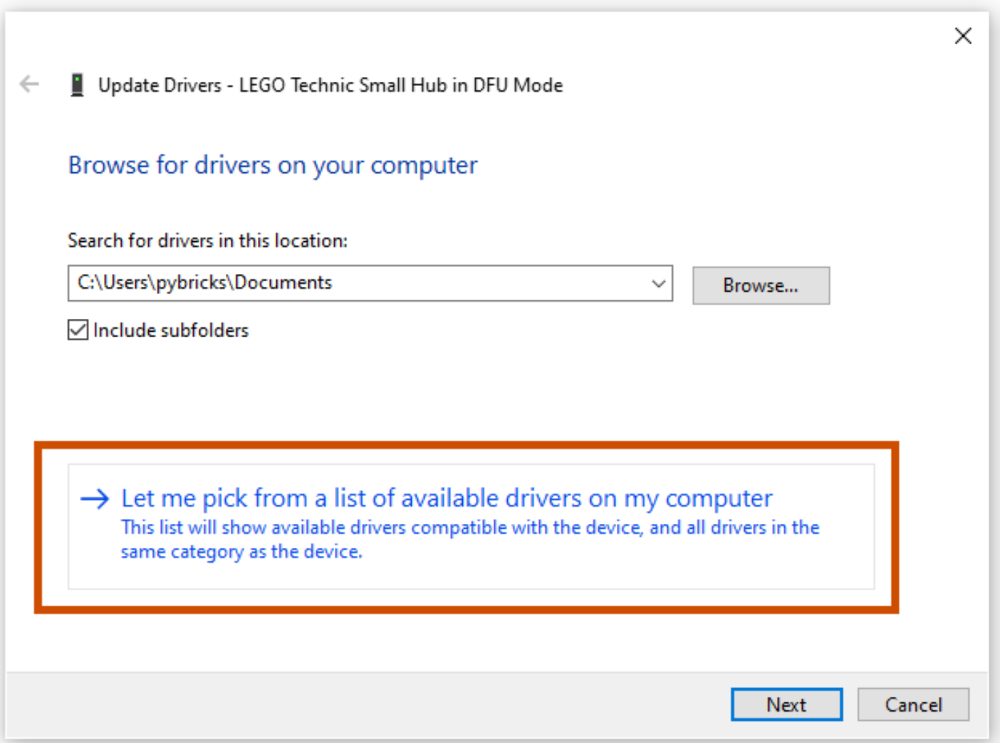 Update Drivers - LEGO Technic Small Hub in DFU Mode
Browse for drivers on your computer
Search for drivers in this location:
C:\Users\pybricks\Documents
Browse...
Include subfolders
Let me pick from a list of available drivers on my computer
This list will show available drivers compatible with the device, and all drivers in the
same category as the device.
Next
Cancel